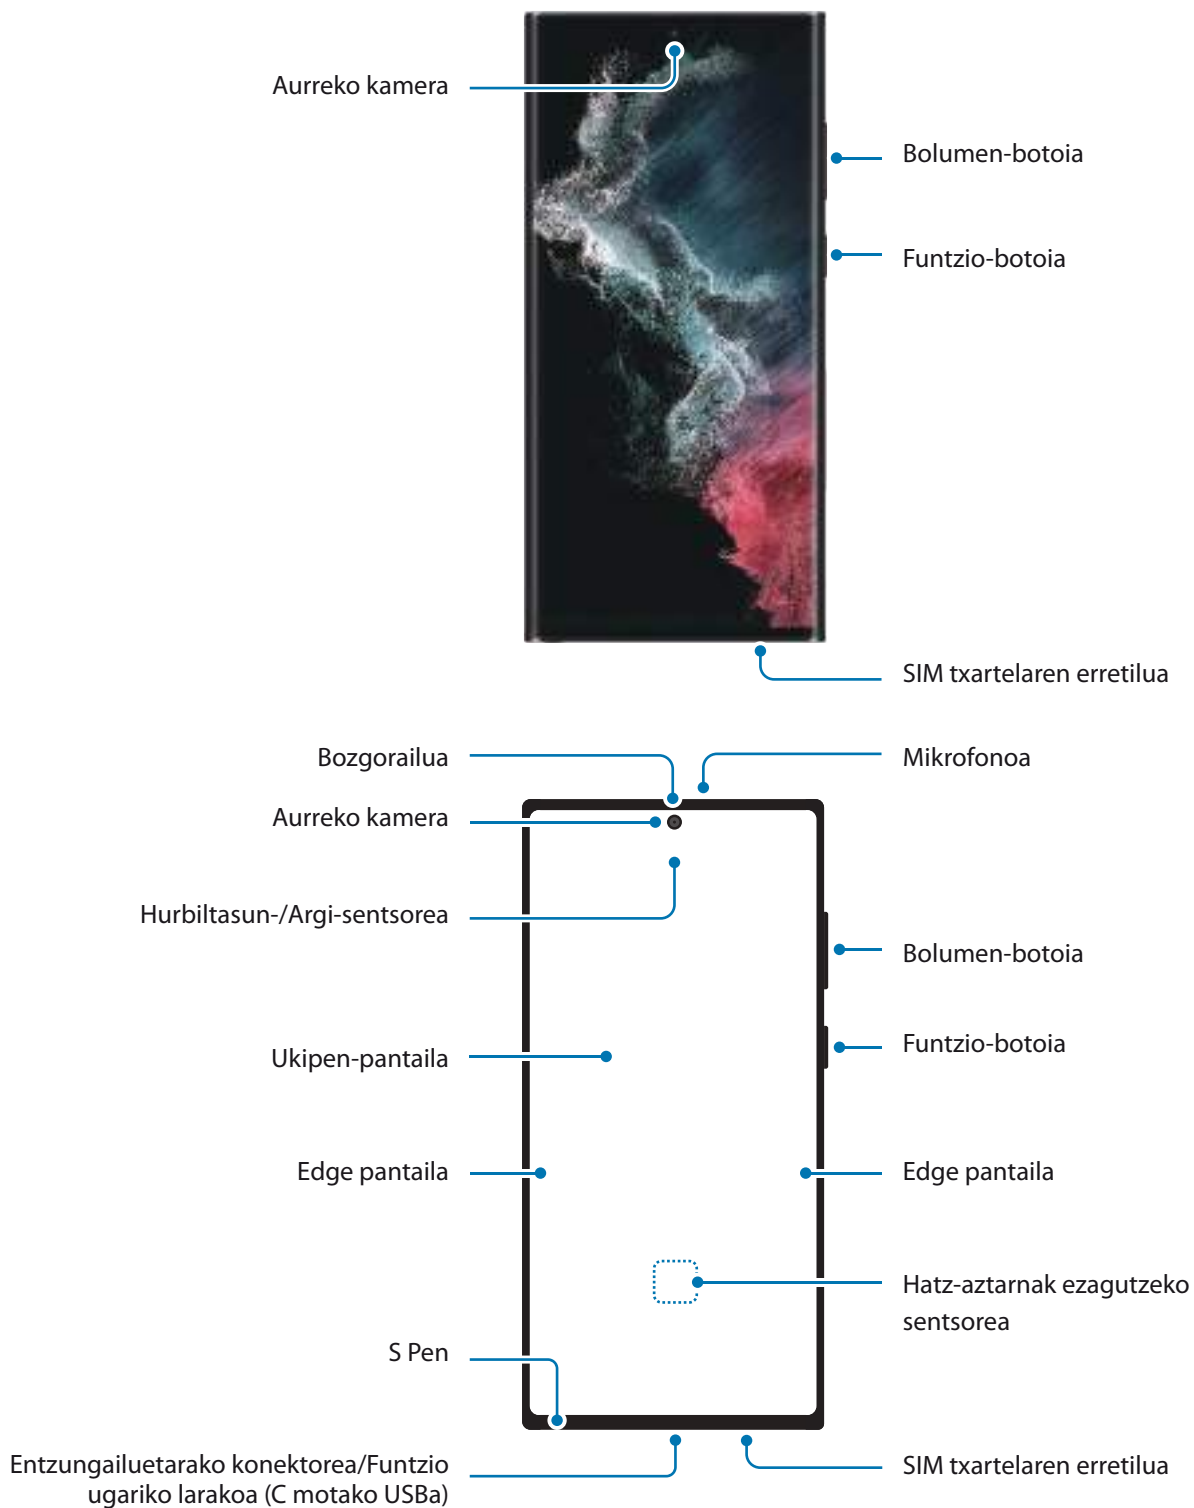 Aurreko kamera
Bolumen-botoia
Funtzio-botoia
SIM txartelaren erretilua
Bozgorailua
Mikrofonoa
Aurreko kamera
Hurbiltasun-/Argi-sentsorea
Bolumen-botoia
Ukipen-pantaila
Funtzio-botoia
Edge pantaila
Edge pantaila
Hatz-aztarnak ezagutzeko
sentsorea
S Pen
Entzungailuetarako konektorea/Funtzio
ugariko larakoa (C motako USBa)
SIM txartelaren erretilua